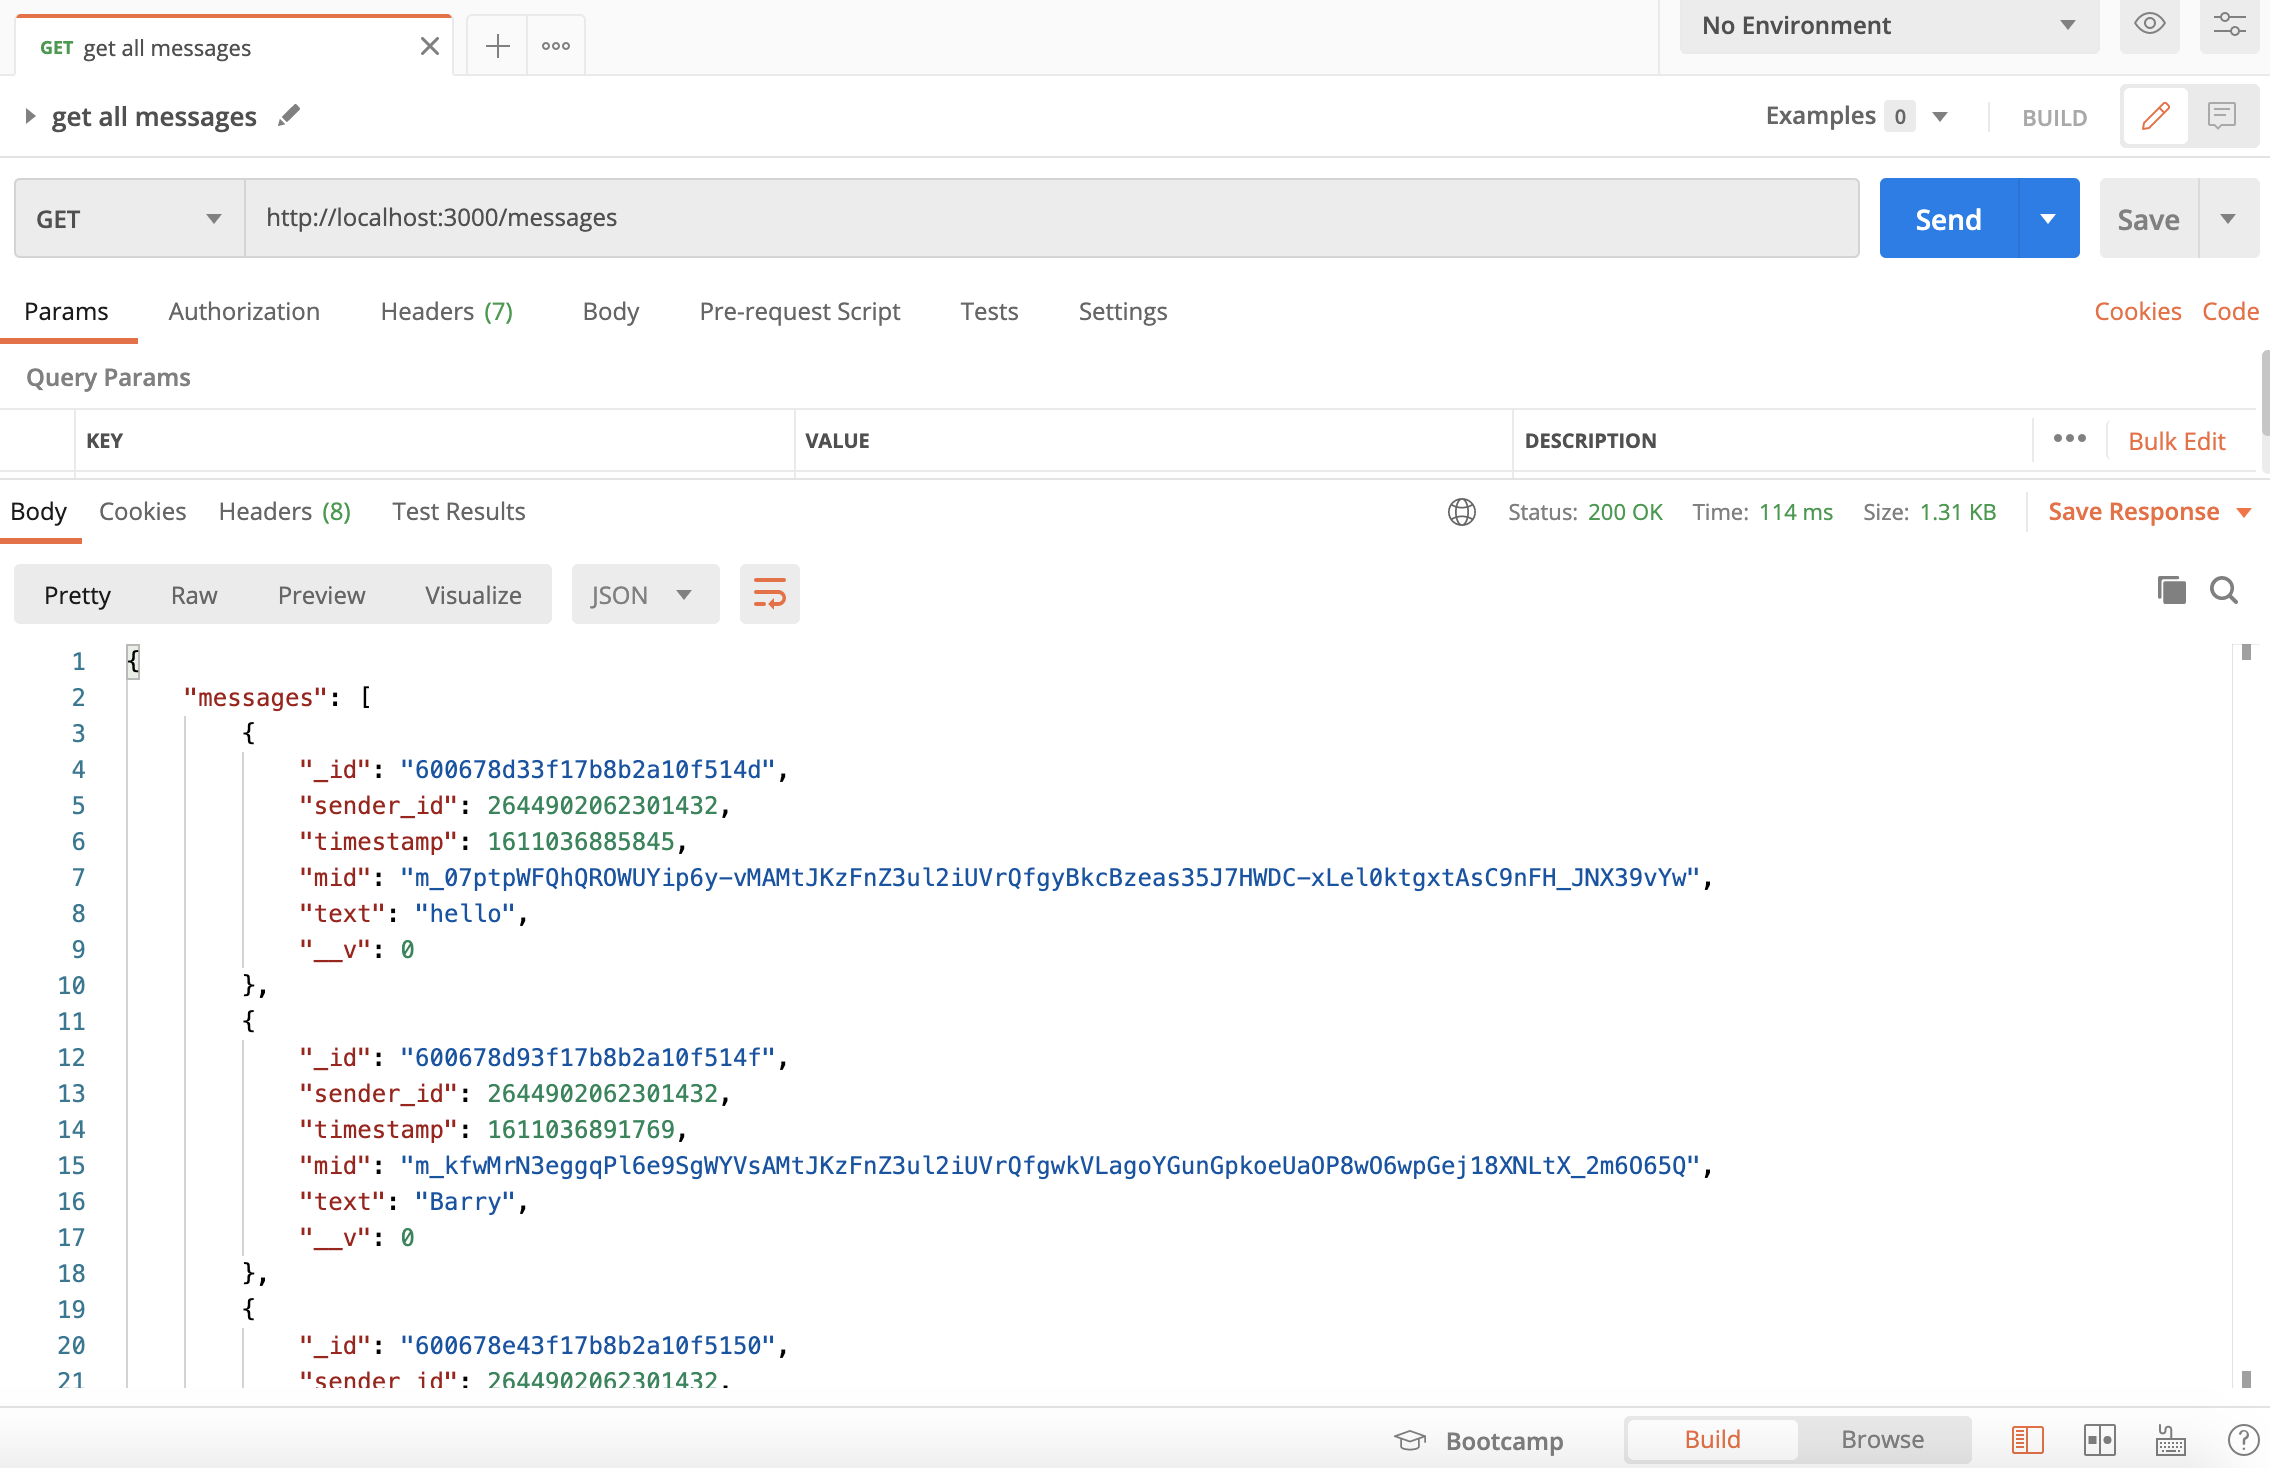 GET get all messages
No Environment
get all messages
Examples 0
BUILD
GET
http://localhost:3000/messages
Send
Save
Params Authorization Headers (7) Body Pre-request Script Tests Settings Cookies Code
Query Params
KEY VALUE DESCRIPTION Bulk Edit
Body Cookies Headers (8) Test Results Status: 200 OK Time: 114 ms Size: 1.31 KB Save Response
Pretty Raw Preview Visualize JSON
1 {
2 "messages": [
3 {
4 "_id": "600678d33f17b8b2a10f514d",
5 "sender_id": 2644902062301432,
6 "timestamp": 1611036885845,
7 "mid": "m_07ptpWFQhQROWUYip6y-vMAMtJKzFnZ3ul2iUVrQfgyBkcBzeas35J7HWDC-xLel0ktgxtAsC9nFH_JNX39vYw",
8 "text": "hello",
9 "__v": 0
10 },
11 {
12 "_id": "600678d93f17b8b2a10f514f",
13 "sender_id": 2644902062301432,
14 "timestamp": 1611036891769,
15 "mid": "m_kfwMrN3eggqPl6e9SgWYVsAMtJKzFnZ3ul2iUVrQfgwkVLagoYGunGpkoeUaOP8wO6wpGej18XNLtX_2m6O65Q",
16 "text": "Barry",
17 "__v": 0
18 },
19 {
20 "_id": "600678e43f17b8b2a10f5150",
21 "sender_id": 2644902062301432,
Bootcamp Build Browse